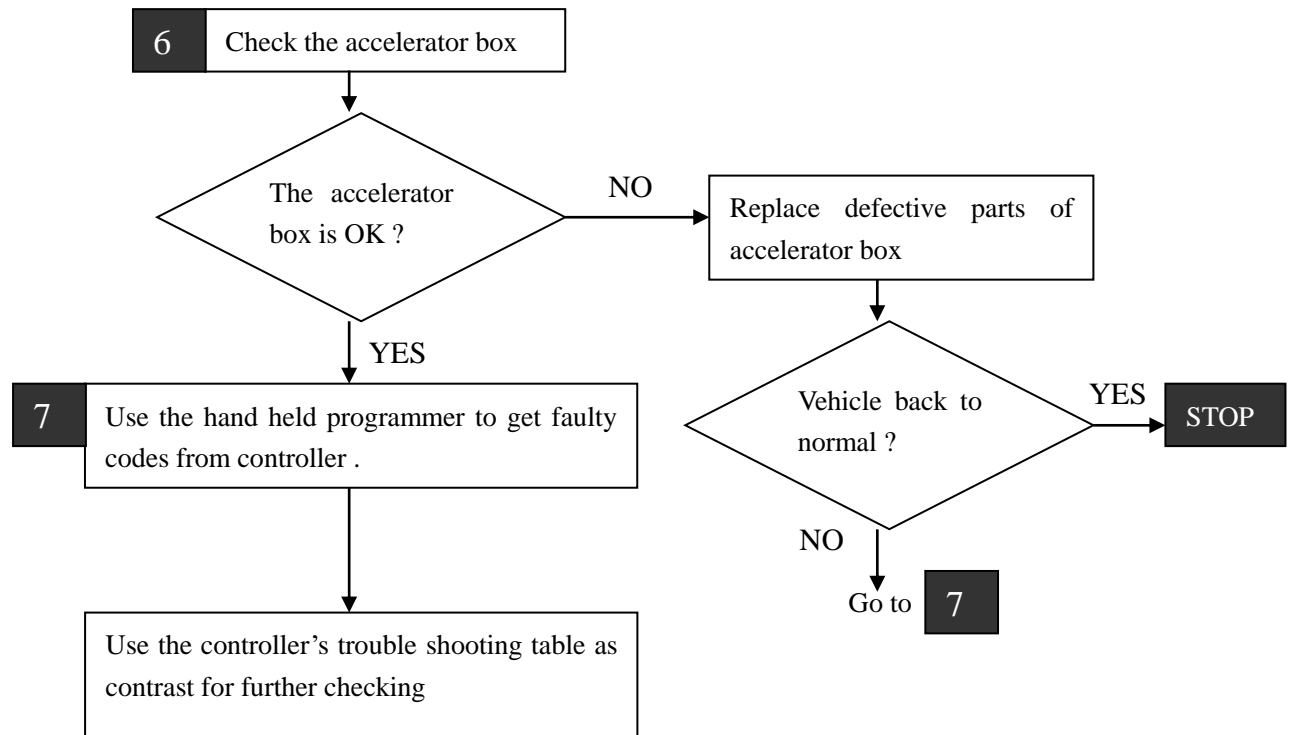 6
Check the accelerator box
The accelerator
box is OK ?
NO
Replace defective parts of
accelerator box
YES
7
Use the hand held programmer to get faulty
codes from controller .
Vehicle back to
normal ?
YES
STOP
NO
Go to 7
Use the controller’s trouble shooting table as
contrast for further checking